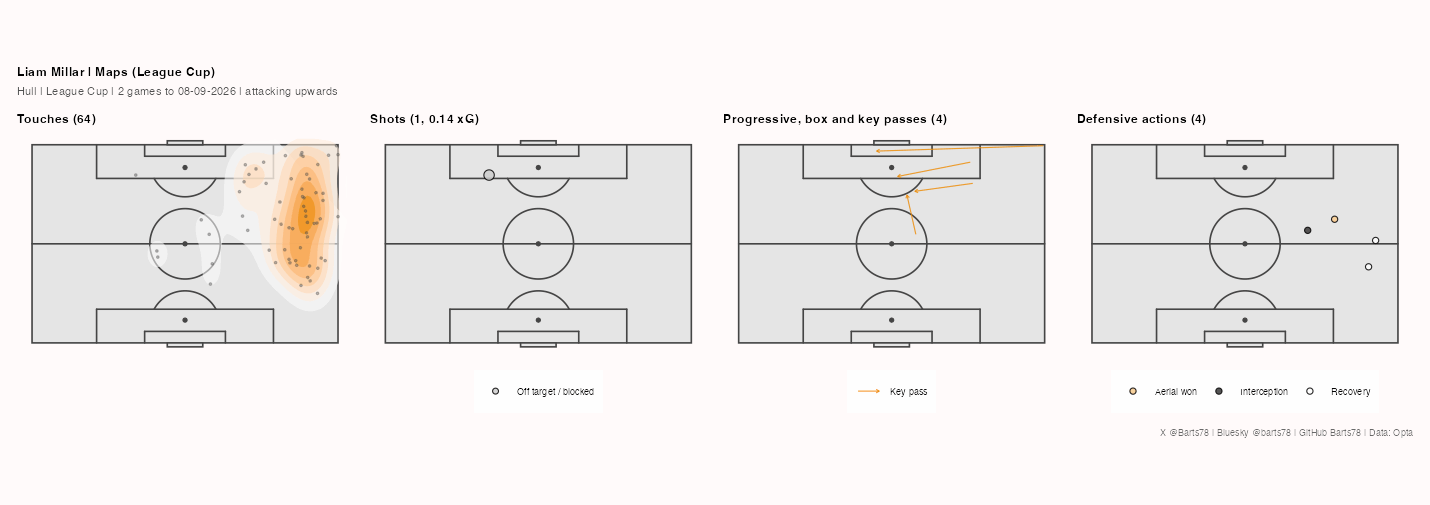 Liam Millar | Maps (League Cup)
Hull | League Cup | 2 games to 08-09-2026 | attacking upwards
Touches (64)
Shots (1, 0.14 xG)
Progressive, box and key passes (4)
Defensive actions (4)
Off target / blocked
Key pass
Aerial won
Interception
Recovery
X @Barts78 | Bluesky @barts78 | GitHub Barts78 | Data: Opta